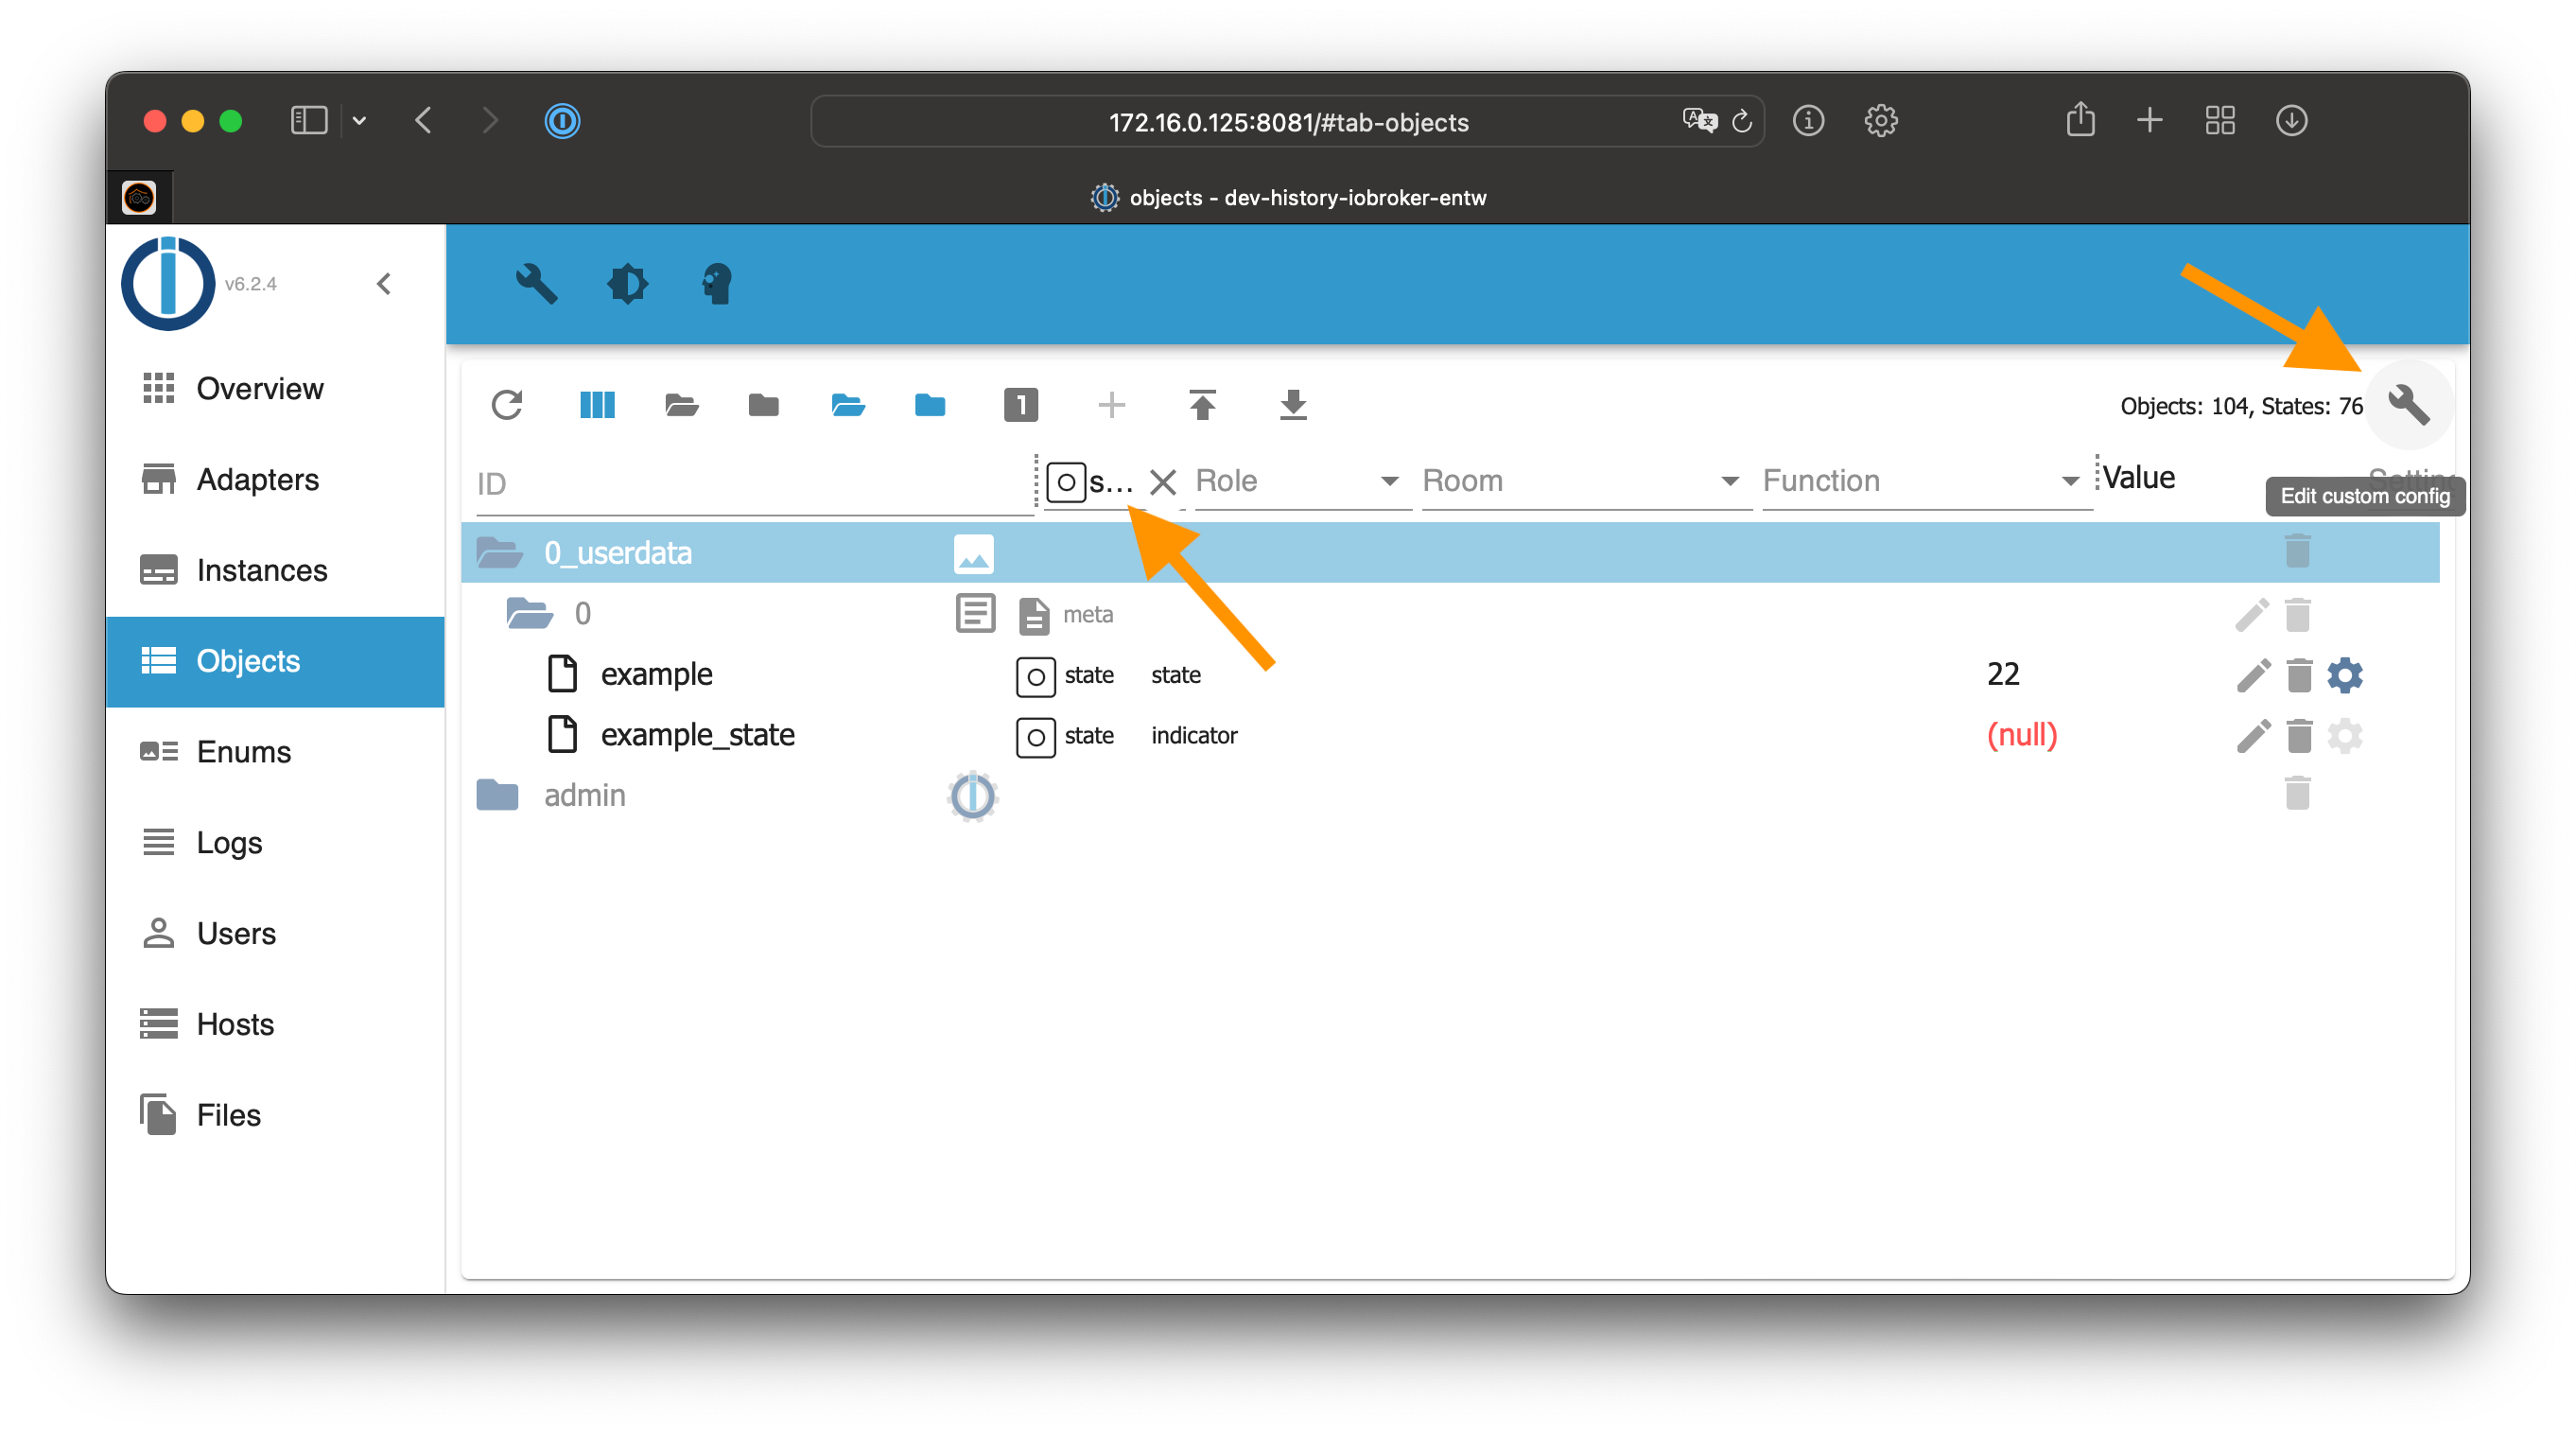 172.16.0.125:8081/#tab-objects
objects - dev-history-iobroker-entw
v6.2.4
Overview
Adapters
Instances
Objects
Enums
Logs
Users
Hosts
Files
1
Objects: 104, States: 76
ID
s...
Role
Room
Function
Value
Edit custom config
0_userdata
0
meta
example
state
state
22
example_state
state
indicator
(null)
admin